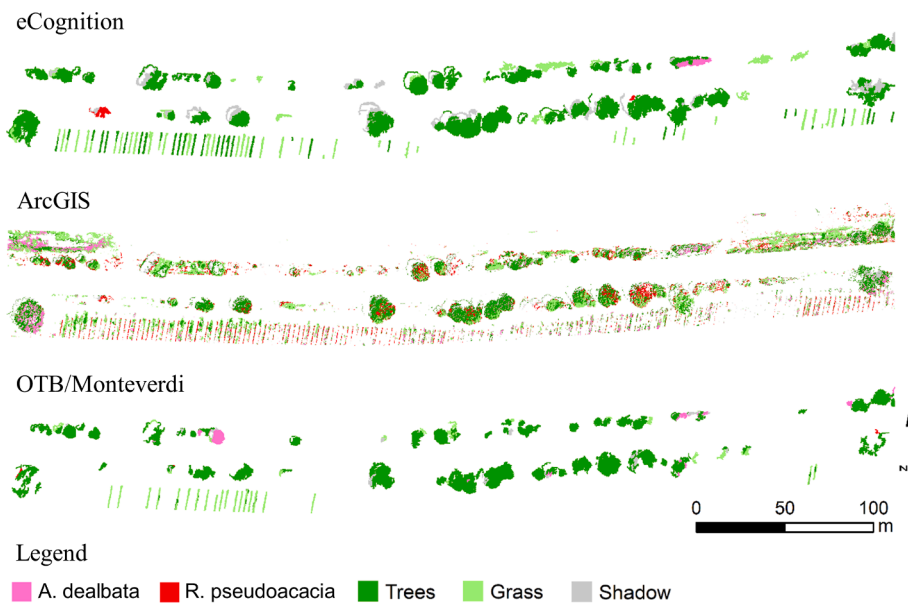 eCognition
ArcGIS
OTB/Monteverdi
z
0 50 100
m
Legend
A. dealbata R. pseudoacacia Trees Grass Shadow